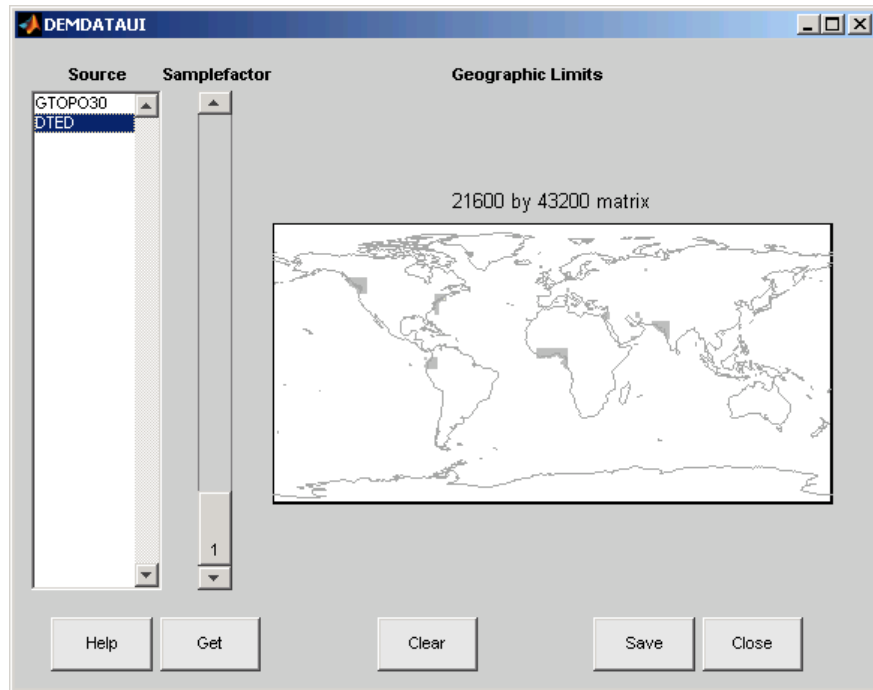 DEMDATAUI
Source Samplefactor Geographic Limits
GTOPO30
DTED
21600 by 43200 matrix
1
Help Get Clear Save Close